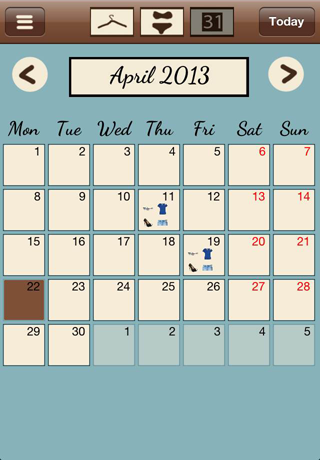 31 Today
April 2013
Mon Tue Wed Thu Fri Sat Sun
1 2 3 4 5 6 7
8 9 10 11 12 13 14
15 16 17 18 19 20 21
22 23 24 25 26 27 28
29 30 1 2 3 4 5